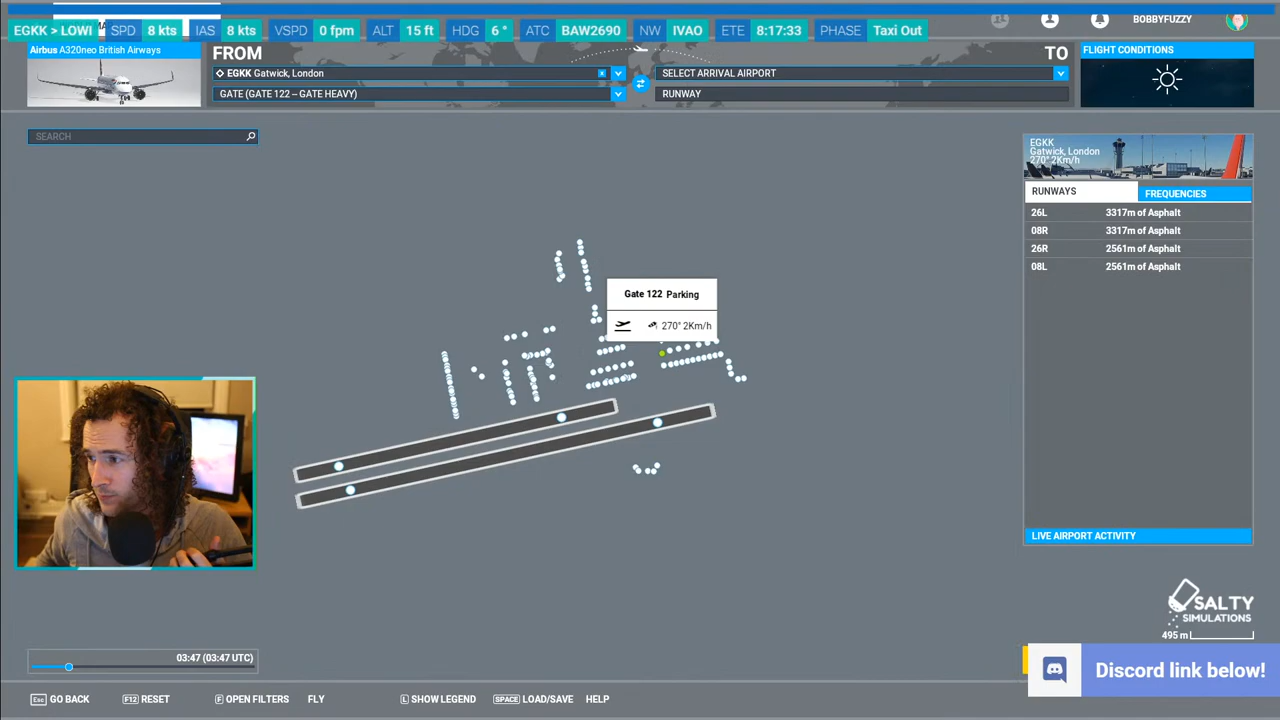 EGKK > LOWI SPD 8 kts IAS 8 kts VSPD 0 fpm ALT 15 ft HDG 6 ° ATC BAW2690 NW IVAO ETE 8:17:33 PHASE Taxi Out
BOBBYFUZZY
Airbus A320neo British Airways
FROM
EGKK Gatwick, London
GATE (GATE 122 – GATE HEAVY)
TO
SELECT ARRIVAL AIRPORT
RUNWAY
FLIGHT CONDITIONS
SEARCH
EGKK
Gatwick, London
270° 2Km/h
RUNWAYS FREQUENCIES
26L 3317m of Asphalt
08R 3317m of Asphalt
26R 2561m of Asphalt
08L 2561m of Asphalt
LIVE AIRPORT ACTIVITY
Gate 122 Parking
270° 2Km/h
SALTY
SIMULATIONS
495 m
Discord link below!
03:47 (03:47 UTC)
Esc GO BACK F12 RESET F OPEN FILTERS FLY L SHOW LEGEND SPACE LOAD/SAVE HELP